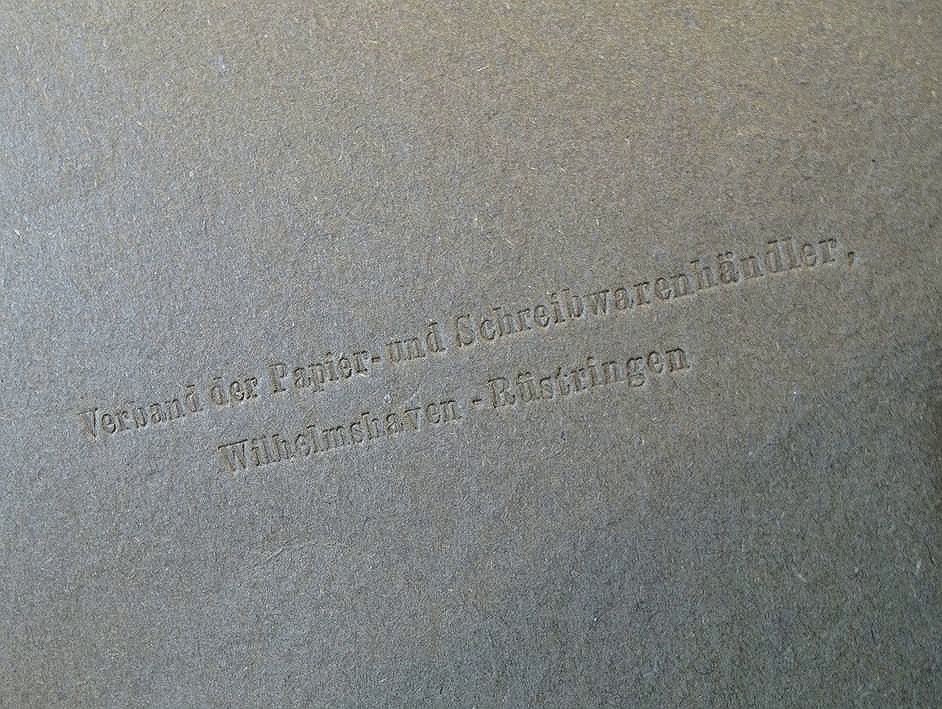 Verband der Papier- und Schreibwarenhändler,
Wilhelmshaven - Rüstringen